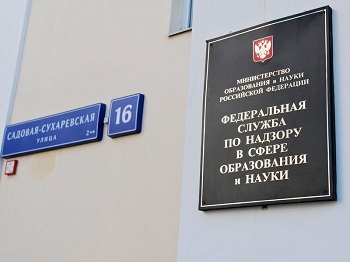 САДОВАЯ-СУХАРЕВСКАЯ
УЛИЦА
16
МИНИСТЕРСТВО
ОБРАЗОВАНИЯ И НАУКИ
РОССИЙСКОЙ ФЕДЕРАЦИИ
ФЕДЕРАЛЬНАЯ
СЛУЖБА
ПО НАДЗОРУ
В СФЕРЕ
ОБРАЗОВАНИЯ
И НАУКИ